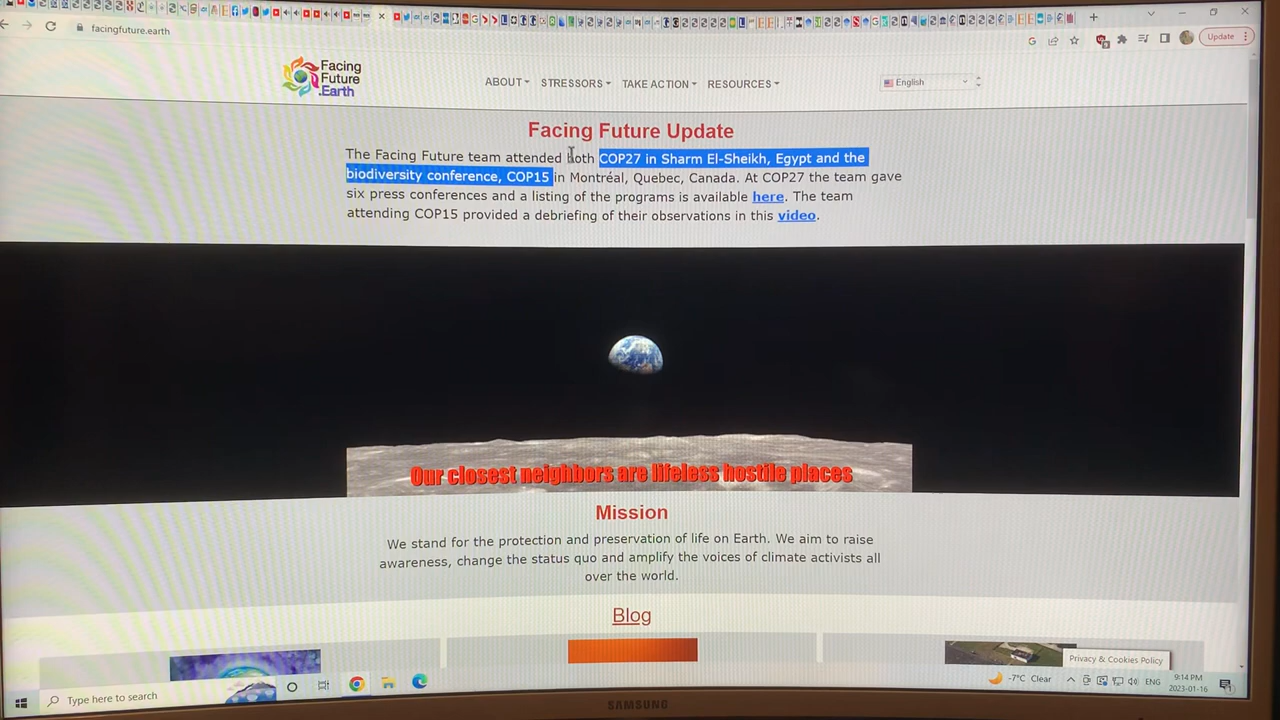 facingfuture.earth
Update
Facing
Future
.Earth
ABOUT
STRESSORS
TAKE ACTION
RESOURCES
English
Facing Future Update
The Facing Future team attended both COP27 in Sharm El-Sheikh, Egypt and the
biodiversity conference, COP15 in Montréal, Quebec, Canada. At COP27 the team gave
six press conferences and a listing of the programs is available here. The team
attending COP15 provided a debriefing of their observations in this video.
Our closest neighbors are lifeless hostile places
Mission
We stand for the protection and preservation of life on Earth. We aim to raise
awareness, change the status quo and amplify the voices of climate activists all
over the world.
Blog
Privacy & Cookies Policy
Type here to search
-7°C Clear
ENG
9:14 PM
2023-01-16
SAMSUNG